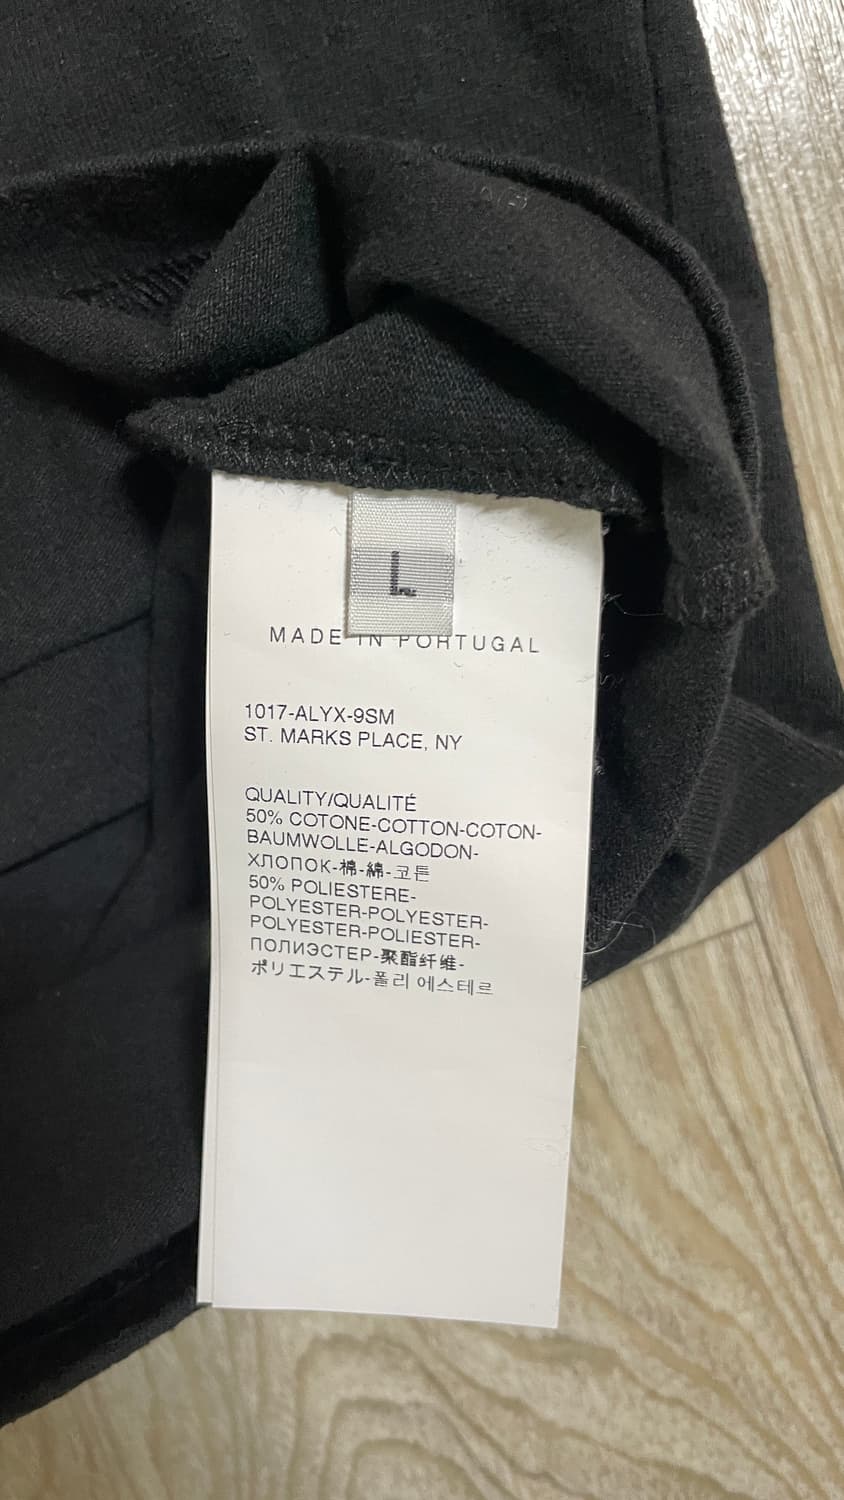 L
MADE IN PORTUGAL
1017-ALYX-9SM
ST. MARKS PLACE, NY
QUALITY/QUALITÉ
50% COTONE-COTTON-COTON-
BAUMWOLLE-ALGODON-
ХЛОПОК-棉-綿-코튼
50% POLIESTERE-
POLYESTER-POLYESTER-
POLYESTER-POLIESTER-
ПОЛИЭСТЕР-聚酯纤维-
ポリエステル-폴리 에스테르